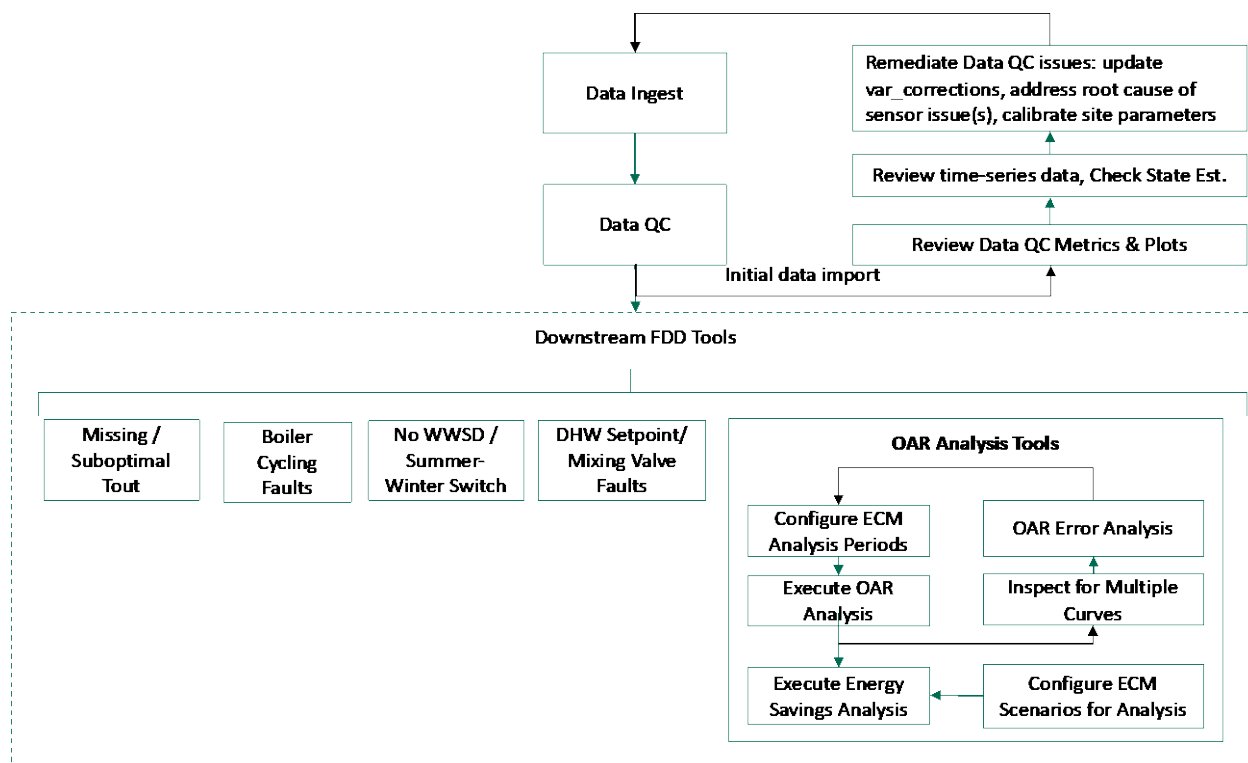 Data Ingest
Remediate Data QC issues: update
var_corrections, address root cause of
sensor issue(s), calibrate site parameters
Review time-series data, Check State Est.
Data QC
Review Data QC Metrics & Plots
Initial data import
Downstream FDD Tools
Missing /
Suboptimal
Tout
Boiler
Cycling
Faults
No WWSD /
Summer-
Winter Switch
DHW Setpoint/
Mixing Valve
Faults
OAR Analysis Tools
Configure ECM
Analysis Periods
OAR Error Analysis
Execute OAR
Analysis
Inspect for Multiple
Curves
Execute Energy
Savings Analysis
Configure ECM
Scenarios for Analysis